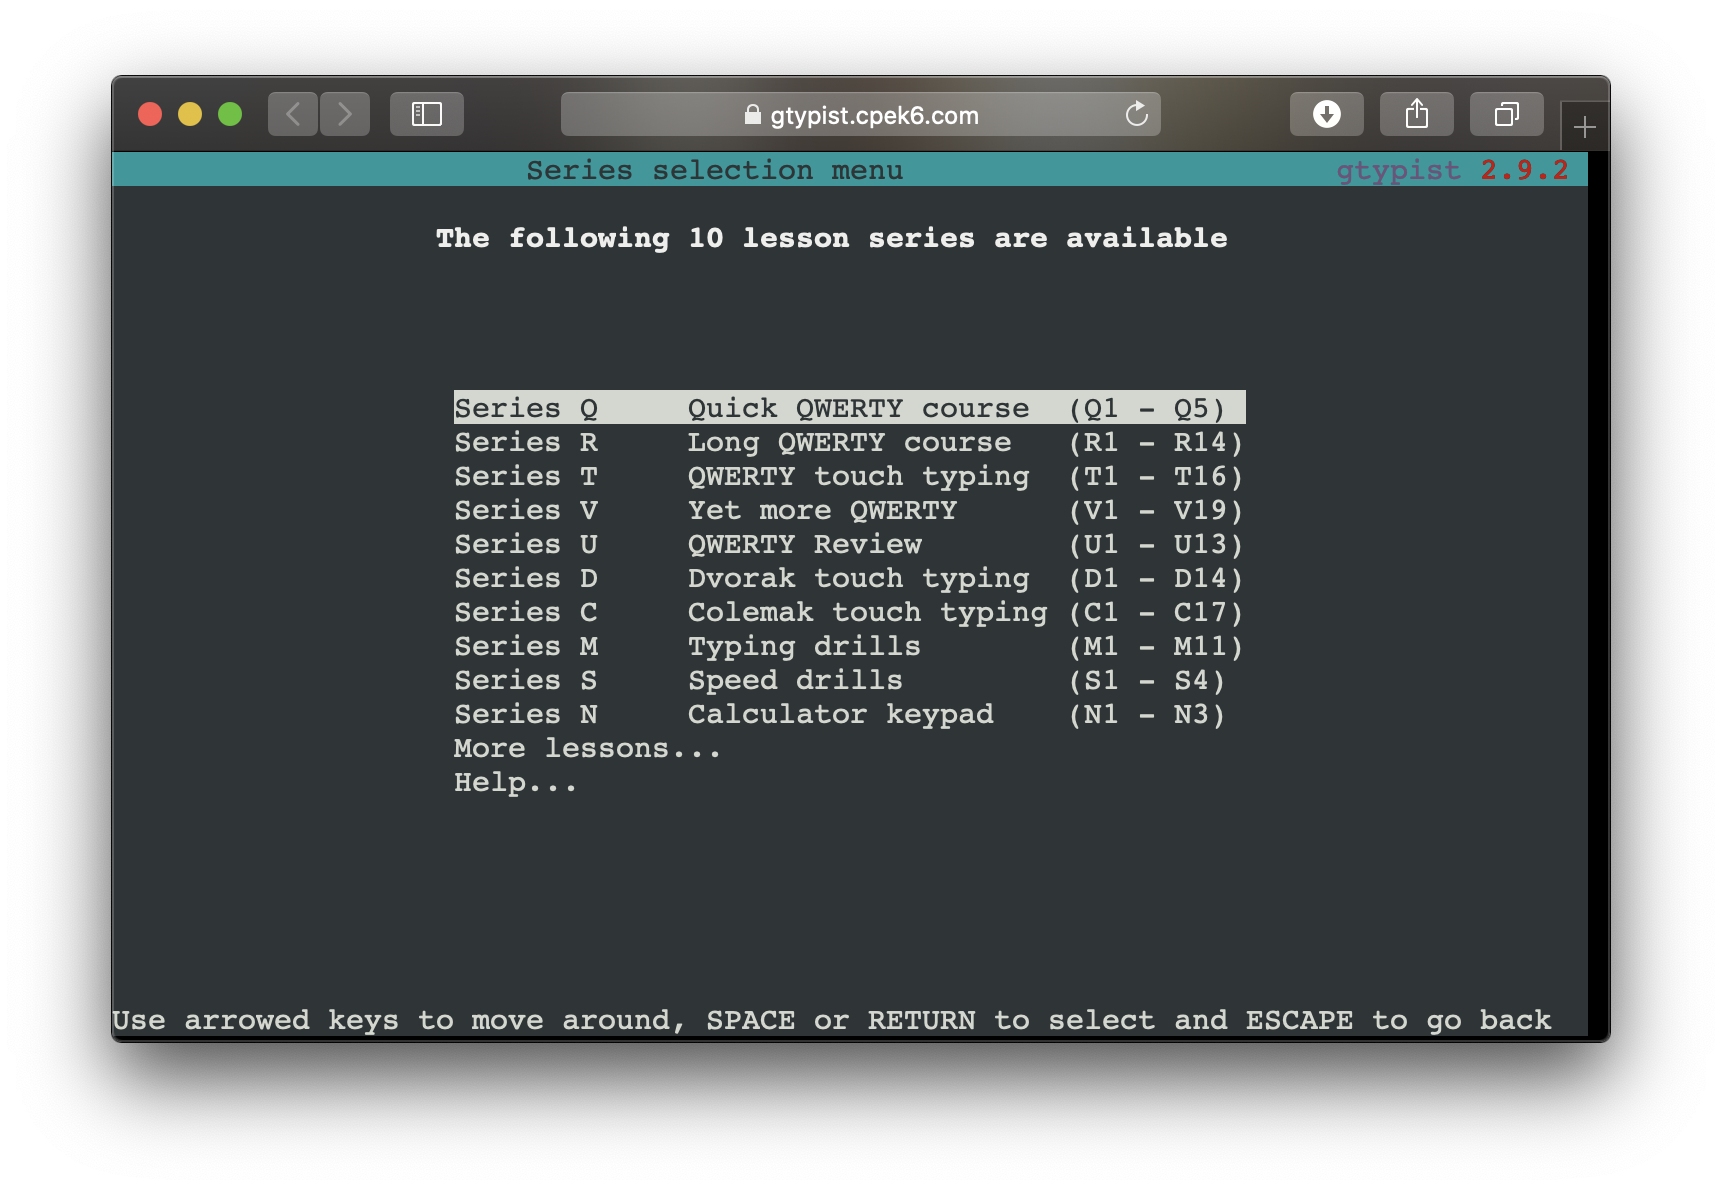 gtypist.cpek6.com
Series selection menu gtypist 2.9.2
The following 10 lesson series are available
Series Q Quick QWERTY course (Q1 - Q5)
Series R Long QWERTY course (R1 - R14)
Series T QWERTY touch typing (T1 - T16)
Series V Yet more QWERTY (V1 - V19)
Series U QWERTY Review (U1 - U13)
Series D Dvorak touch typing (D1 - D14)
Series C Colemak touch typing (C1 - C17)
Series M Typing drills (M1 - M11)
Series S Speed drills (S1 - S4)
Series N Calculator keypad (N1 - N3)
More lessons...
Help...
Use arrowed keys to move around, SPACE or RETURN to select and ESCAPE to go back